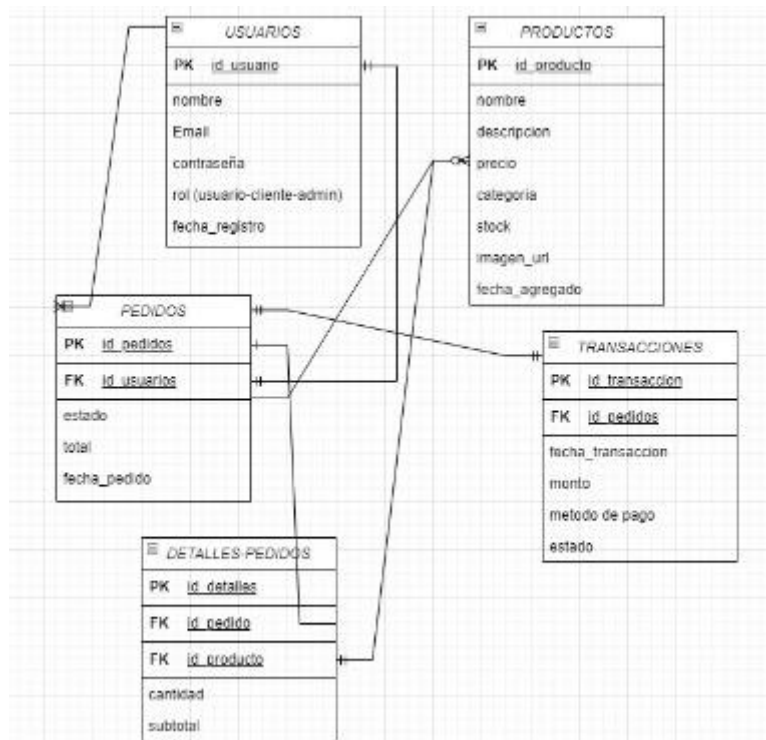 USUARIOS
PK id_usuario
nombre
Email
contraseña
rol (usuario-cliente-admin)
fecha_registro
PRODUCTOS
PK id_producto
nombre
descripcion
precio
categoria
stock
imagen_url
fecha_agregado
PEDIDOS
PK id_pedidos
FK id_usuarios
estado
total
fecha_pedido
TRANSACCIONES
PK id_transaccion
FK id_pedidos
fecha_transaccion
monto
metodo de pago
estado
DETALLES-PEDIDOS
PK id_detalles
FK id_pedido
FK id_producto
cantidad
subtotal